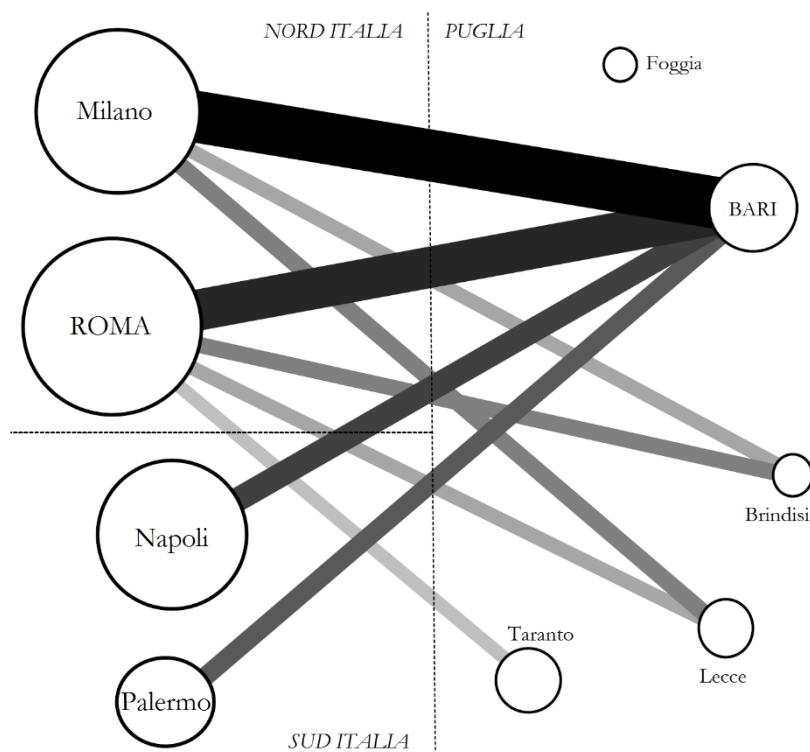 NORD ITALIA
PUGLIA
Foggia
Milano
BARI
ROMA
Brindisi
Napoli
Taranto
Lecce
Palermo
SUD ITALIA